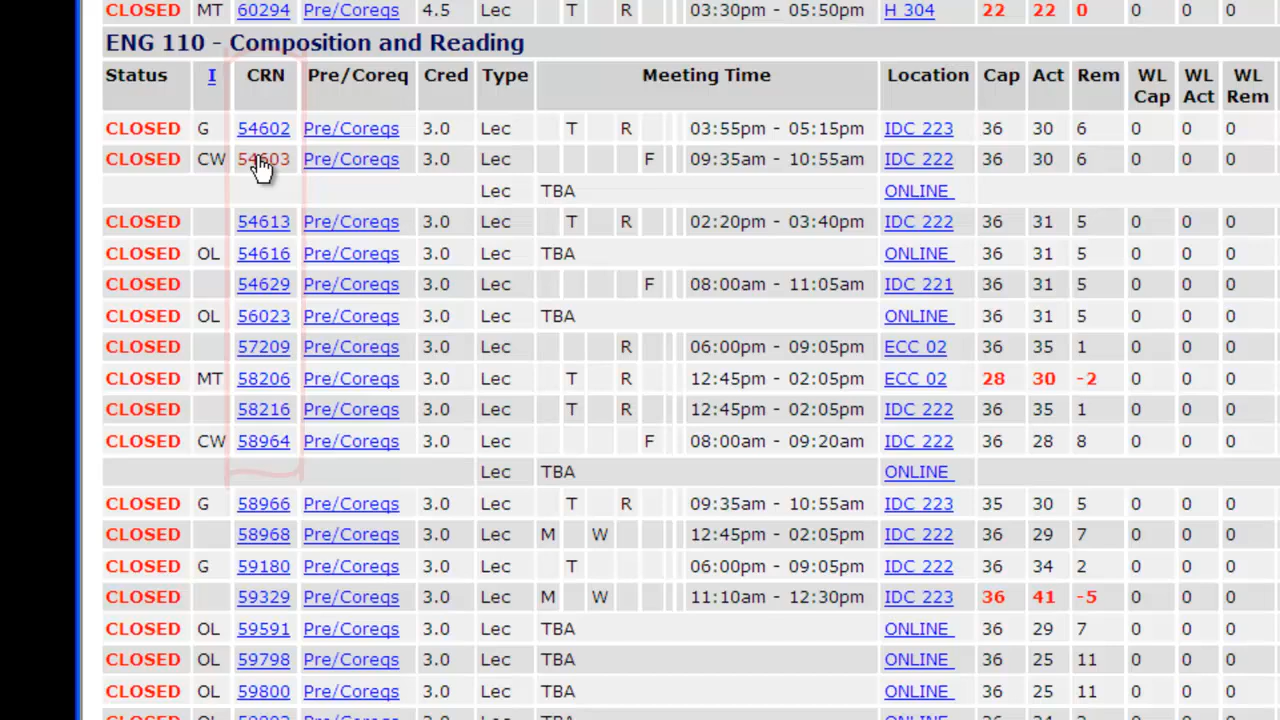 CLOSED MT 60294 Pre/Coreqs 4.5 Lec T R 03:30pm - 05:50pm H 304 22 22 0 0 0 0
ENG 110 - Composition and Reading
Status I CRN Pre/Coreq Cred Type Meeting Time Location Cap Act Rem WL Cap WL Act WL Rem
CLOSED G 54602 Pre/Coreqs 3.0 Lec T R 03:55pm - 05:15pm IDC 223 36 30 6 0 0 0
CLOSED CW 54603 Pre/Coreqs 3.0 Lec F 09:35am - 10:55am IDC 222 36 30 6 0 0 0
Lec TBA ONLINE
CLOSED 54613 Pre/Coreqs 3.0 Lec T R 02:20pm - 03:40pm IDC 222 36 31 5 0 0 0
CLOSED OL 54616 Pre/Coreqs 3.0 Lec TBA ONLINE 36 31 5 0 0 0
CLOSED 54629 Pre/Coreqs 3.0 Lec F 08:00am - 11:05am IDC 221 36 31 5 0 0 0
CLOSED OL 56023 Pre/Coreqs 3.0 Lec TBA ONLINE 36 31 5 0 0 0
CLOSED 57209 Pre/Coreqs 3.0 Lec R 06:00pm - 09:05pm ECC 02 36 35 1 0 0 0
CLOSED MT 58206 Pre/Coreqs 3.0 Lec T R 12:45pm - 02:05pm ECC 02 28 30 -2 0 0 0
CLOSED 58216 Pre/Coreqs 3.0 Lec T R 12:45pm - 02:05pm IDC 222 36 35 1 0 0 0
CLOSED CW 58964 Pre/Coreqs 3.0 Lec F 08:00am - 09:20am IDC 222 36 28 8 0 0 0
Lec TBA ONLINE
CLOSED G 58966 Pre/Coreqs 3.0 Lec T R 09:35am - 10:55am IDC 223 35 30 5 0 0 0
CLOSED 58968 Pre/Coreqs 3.0 Lec M W 12:45pm - 02:05pm IDC 222 36 29 7 0 0 0
CLOSED G 59180 Pre/Coreqs 3.0 Lec T 06:00pm - 09:05pm IDC 222 36 34 2 0 0 0
CLOSED 59329 Pre/Coreqs 3.0 Lec M W 11:10am - 12:30pm IDC 223 36 41 -5 0 0 0
CLOSED OL 59591 Pre/Coreqs 3.0 Lec TBA ONLINE 36 29 7 0 0 0
CLOSED OL 59798 Pre/Coreqs 3.0 Lec TBA ONLINE 36 25 11 0 0 0
CLOSED OL 59800 Pre/Coreqs 3.0 Lec TBA ONLINE 36 25 11 0 0 0